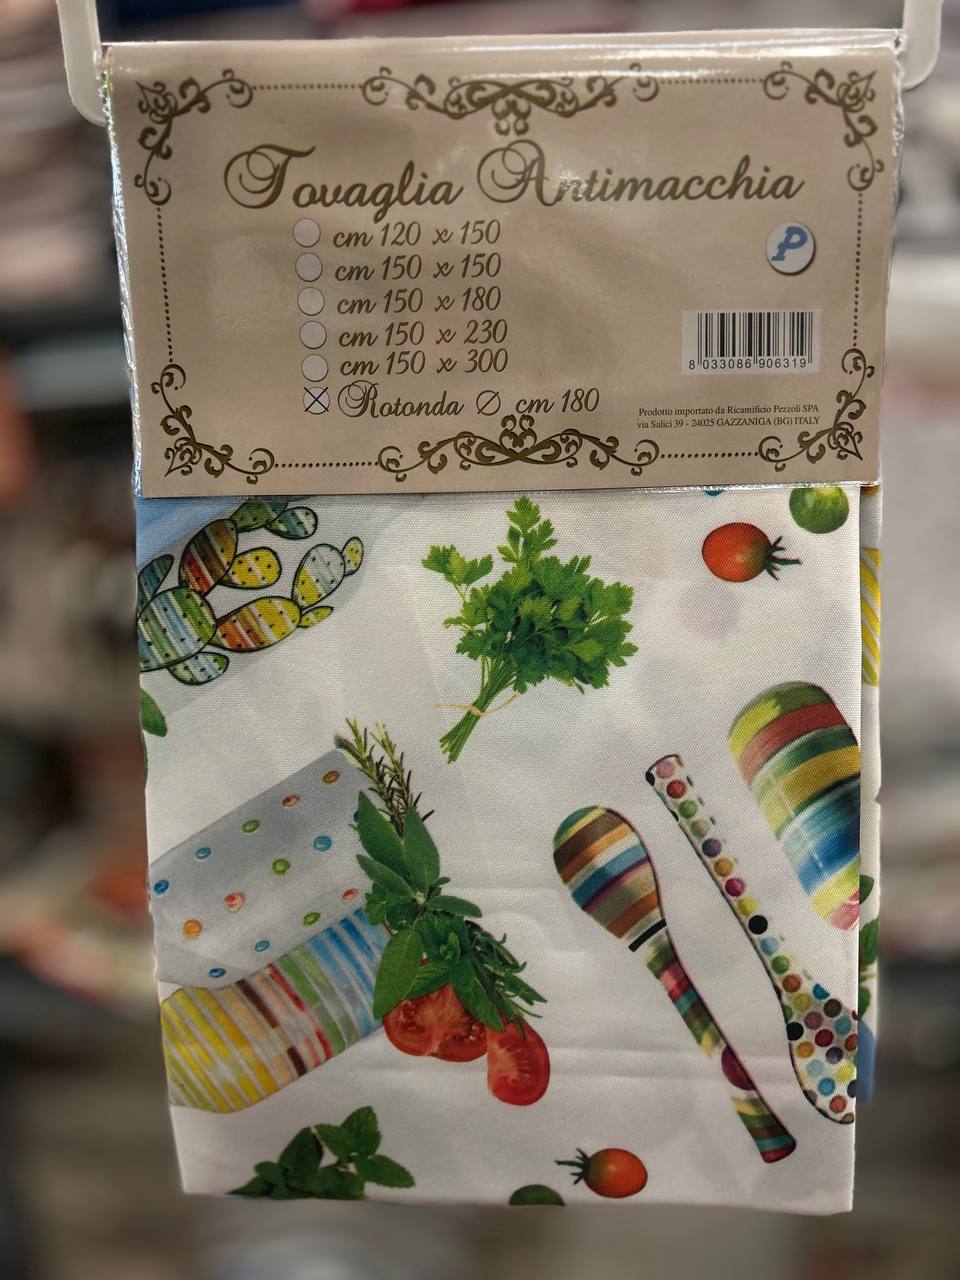 Tovaglia Antimacchia
cm 120 x 150
cm 150 x 150
cm 150 x 180
cm 150 x 230
cm 150 x 300
Rotonda Ø cm 180
P
8 033086 906319
Prodotto importato da Ricamificio Pezzoli SPA
via Salici 39 - 24025 GAZZANIGA (BG) ITALY